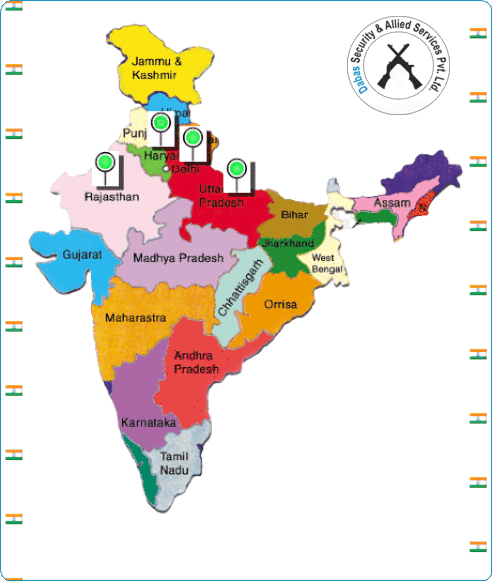 Dabas Security & Allied Services Pvt. Ltd.
Jammu &
Kashmir
Punj
Harya
Delhi
Rajasthan
Utta
Pradesh
Bihar
Assam
N
Gujarat
Madhya Pradesh
Jharkhand
West
Bengal
Chhattisgarh
Maharastra
Orrisa
Andhra
Pradesh
Karnataka
Tamil
Nadu